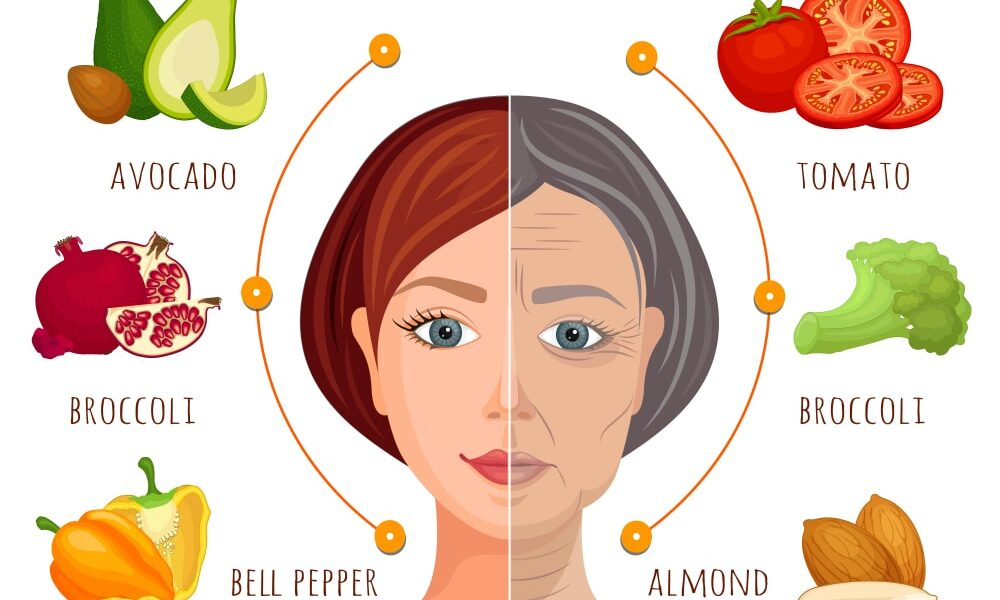 AVOCADO
TOMATO
BROCCOLI
BROCCOLI
BELL PEPPER
ALMOND